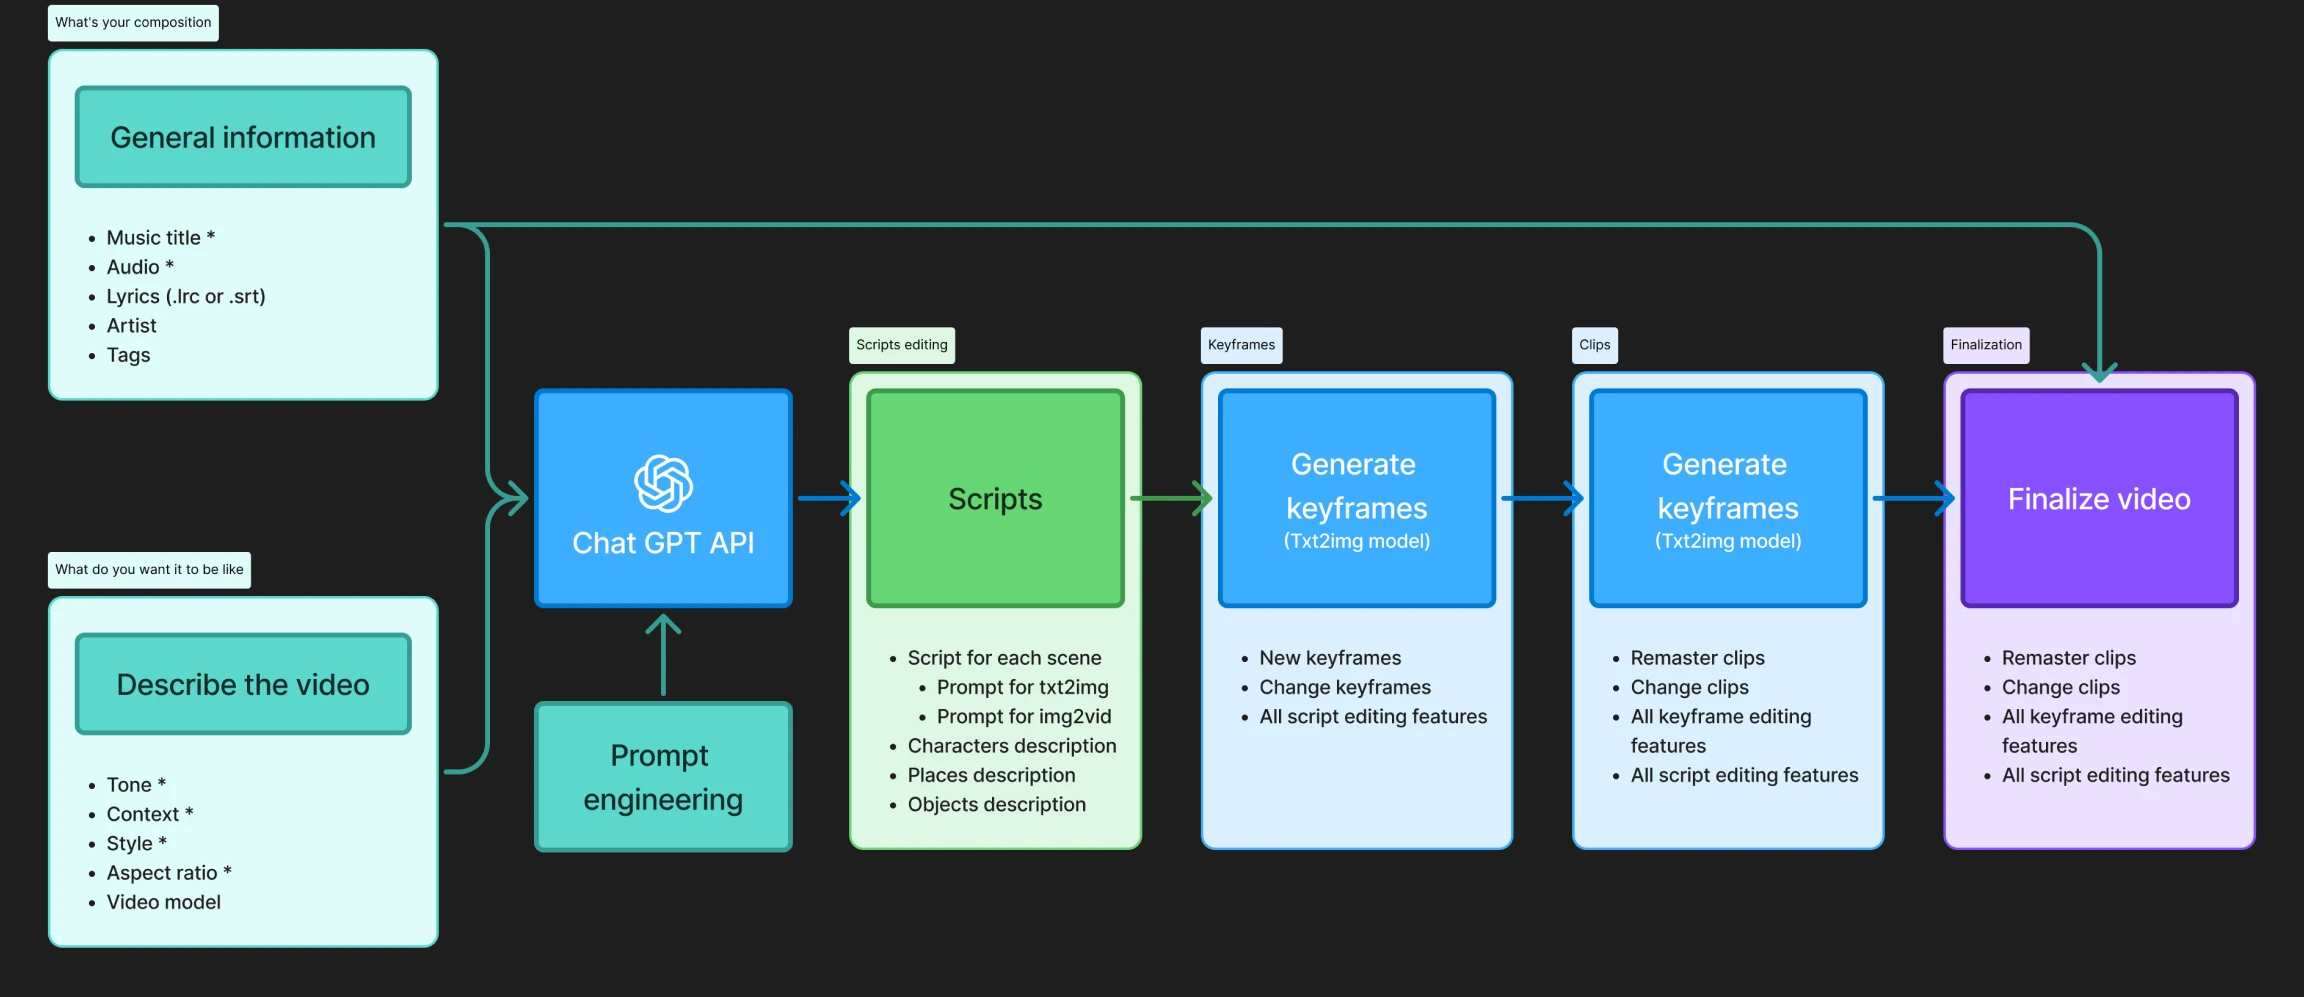 What's your composition
General information
• Music title *
• Audio *
• Lyrics (.lrc or .srt)
• Artist
• Tags
What do you want it to be like
Describe the video
• Tone *
• Context *
• Style *
• Aspect ratio *
• Video model
Chat GPT API
Prompt
engineering
Scripts editing
Scripts
• Script for each scene
• Prompt for txt2img
• Prompt for img2vid
• Characters description
• Places description
• Objects description
Keyframes
Generate
keyframes
(Txt2img model)
• New keyframes
• Change keyframes
• All script editing features
Clips
Generate
keyframes
(Txt2img model)
• Remaster clips
• Change clips
• All keyframe editing
features
• All script editing features
Finalization
Finalize video
• Remaster clips
• Change clips
• All keyframe editing
features
• All script editing features